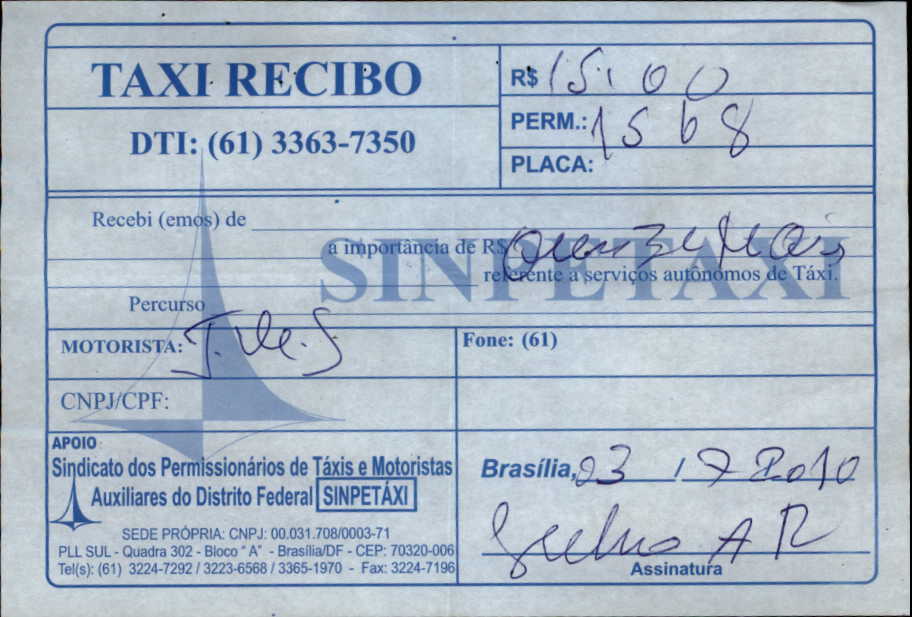 TAXI RECIBO
R$ 15,00
DTI: (61) 3363-7350
PERM.: 1568
PLACA:
Recebi (emos) de
a importância de R$ Quinze reais
SINPETAXI
referente a serviços autônomos de Táxi.
Percurso
MOTORISTA:
Fone: (61)
CNPJ/CPF:
APOIO
Sindicato dos Permissionários de Táxis e Motoristas
Auxiliares do Distrito Federal SINPETÁXI
Brasília, 03 / 7 2010
SEDE PRÓPRIA: CNPJ: 00.031.708/0003-71
PLL SUL - Quadra 302 - Bloco "A" - Brasília/DF - CEP: 70320-006
Tel(s): (61) 3224-7292 / 3223-6568 / 3365-1970 - Fax: 3224-7196
A R
Assinatura